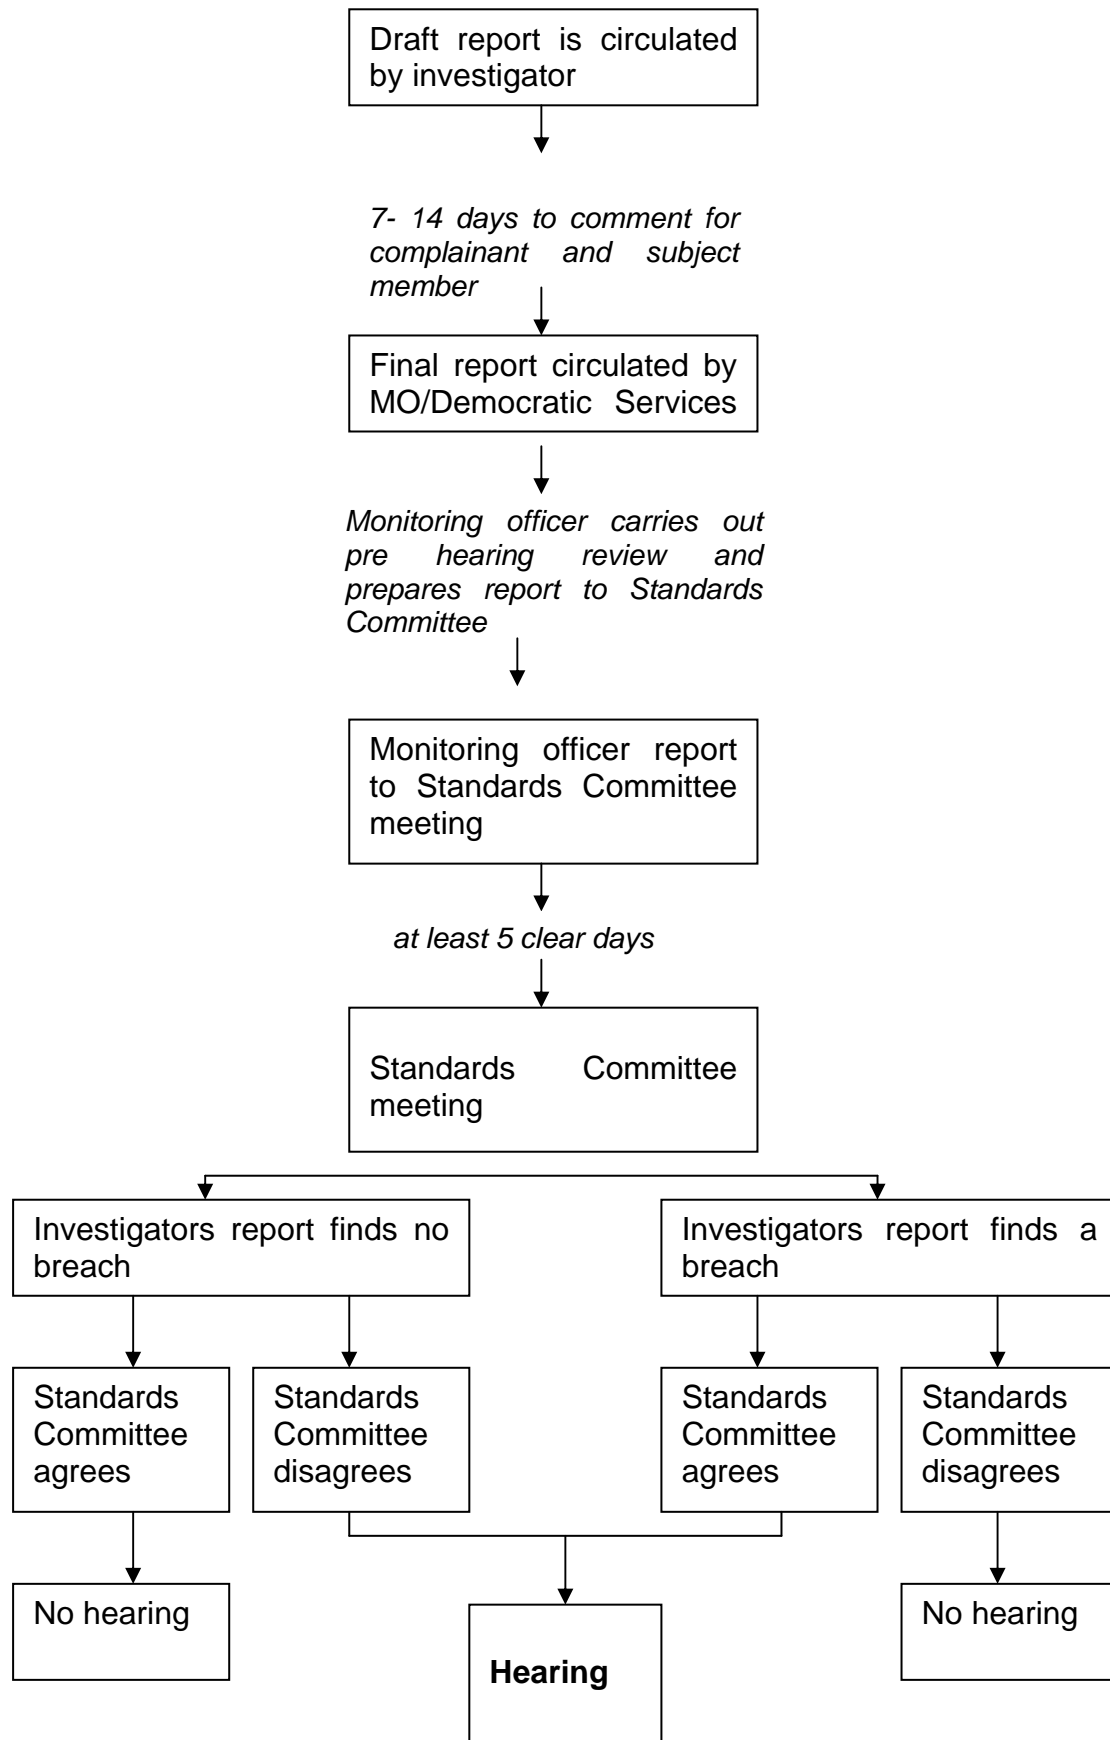 Draft report is circulated
by investigator
7- 14 days to comment for
complainant and subject
member
Final report circulated by
MO/Democratic Services
Monitoring officer carries out
pre hearing review and
prepares report to Standards
Committee
Monitoring officer report
to Standards Committee
meeting
at least 5 clear days
Standards Committee
meeting
Investigators report finds no
breach
Investigators report finds a
breach
Standards
Committee
agrees
Standards
Committee
disagrees
Standards
Committee
agrees
Standards
Committee
disagrees
No hearing
Hearing
No hearing